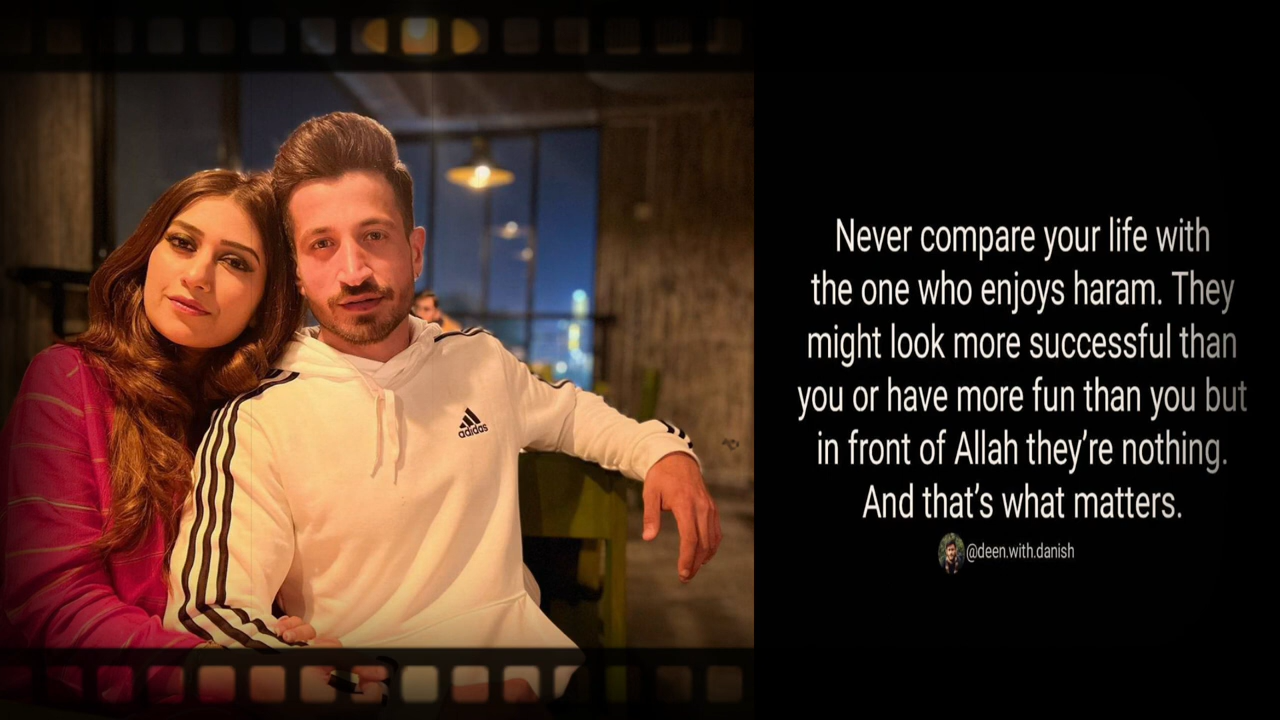 adidas
Never compare your life with
the one who enjoys haram. They
might look more successful than
you or have more fun than you but
in front of Allah they’re nothing.
And that’s what matters.
@deen.with.danish